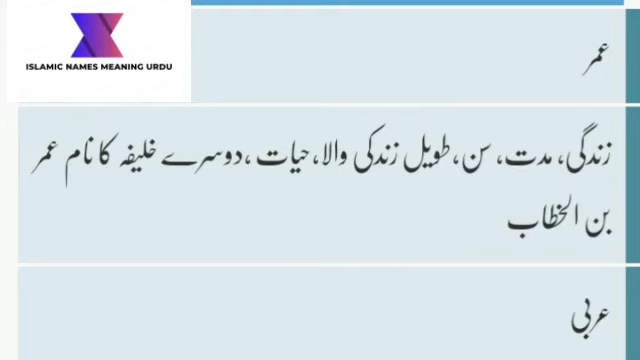 ISLAMIC NAMES MEANING URDU
عمر
زندگی، مدت، سن،طویل زندکی والا،حیات ،دوسرے خلیفہ کا نام عمر
بن الخطاب
عربی